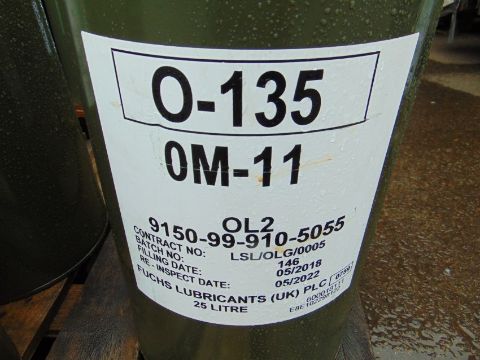 O-135
OM-11
OL2
9150-99-910-5055
CONTRACT NO: LSL/OLG/0005
BATCH NO: 146
FILLING DATE: 05/2018
RE - INSPECT DATE: 05/2022
FUCHS LUBRICANTS (UK) PLC
25 LITRE